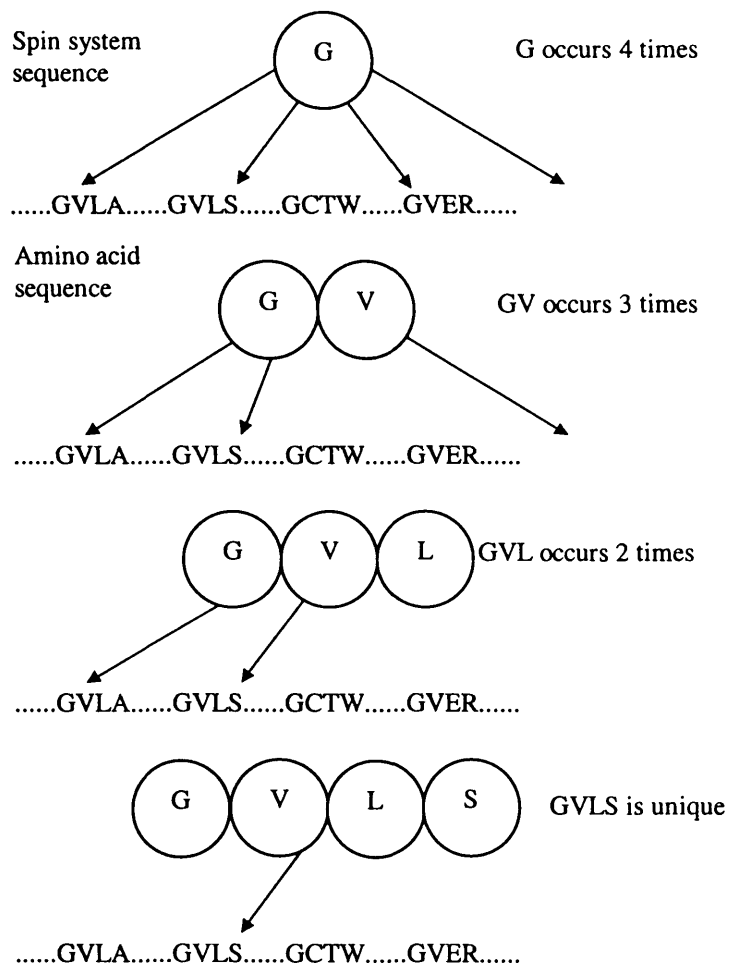 Spin system
sequence
G
G occurs 4 times
......GVLA......GVLS......GCTW......GVER......
Amino acid
sequence
G V
GV occurs 3 times
......GVLA......GVLS......GCTW......GVER......
G V L
GVL occurs 2 times
......GVLA......GVLS......GCTW......GVER......
G V L S
GVLS is unique
......GVLA......GVLS......GCTW......GVER......